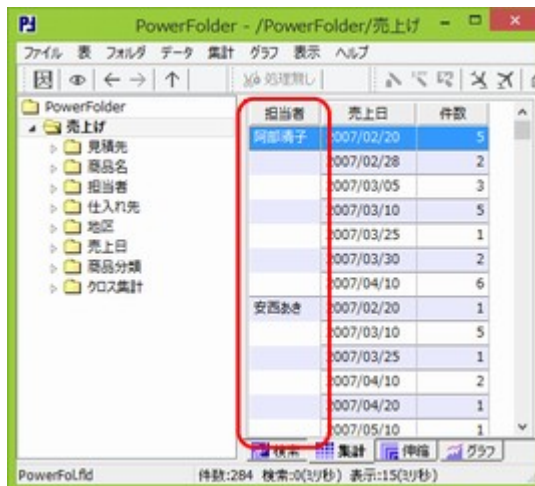 PowerFolder - /PowerFolder/売上げ
ファイル 表 フォルダ データ 集計 グラフ 表示 ヘルプ
処理無し
PowerFolder
売上げ
見積先
商品名
担当者
仕入れ先
地区
売上日
商品分類
クロス集計
担当者 売上日 件数
阿部清子 2007/02/20 5
2007/02/28 2
2007/03/05 3
2007/03/10 5
2007/03/25 1
2007/03/30 2
2007/04/10 6
安西あき 2007/02/20 1
2007/03/10 5
2007/03/25 1
2007/04/10 2
2007/04/20 1
2007/05/10 1
検索 集計 伸縮 グラフ
PowerFol.fld 件数:284 検索:0(ミリ秒) 表示:15(ミリ秒)